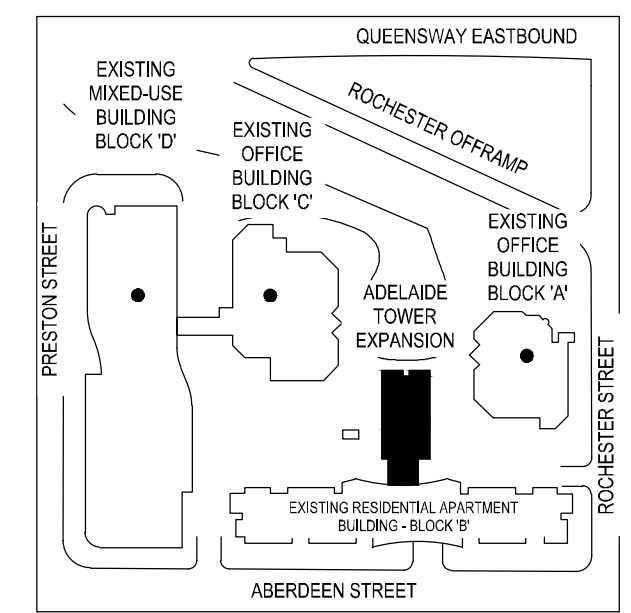 QUEENSWAY EASTBOUND
EXISTING
MIXED-USE
BUILDING
BLOCK 'D'
ROCHESTER OFFRAMP
EXISTING
OFFICE
BUILDING
BLOCK 'C'
EXISTING
OFFICE
BUILDING
BLOCK 'A'
PRESTON STREET
ADELAIDE
TOWER
EXPANSION
ROCHESTER STREET
EXISTING RESIDENTIAL APARTMENT
BUILDING - BLOCK 'B'
ABERDEEN STREET